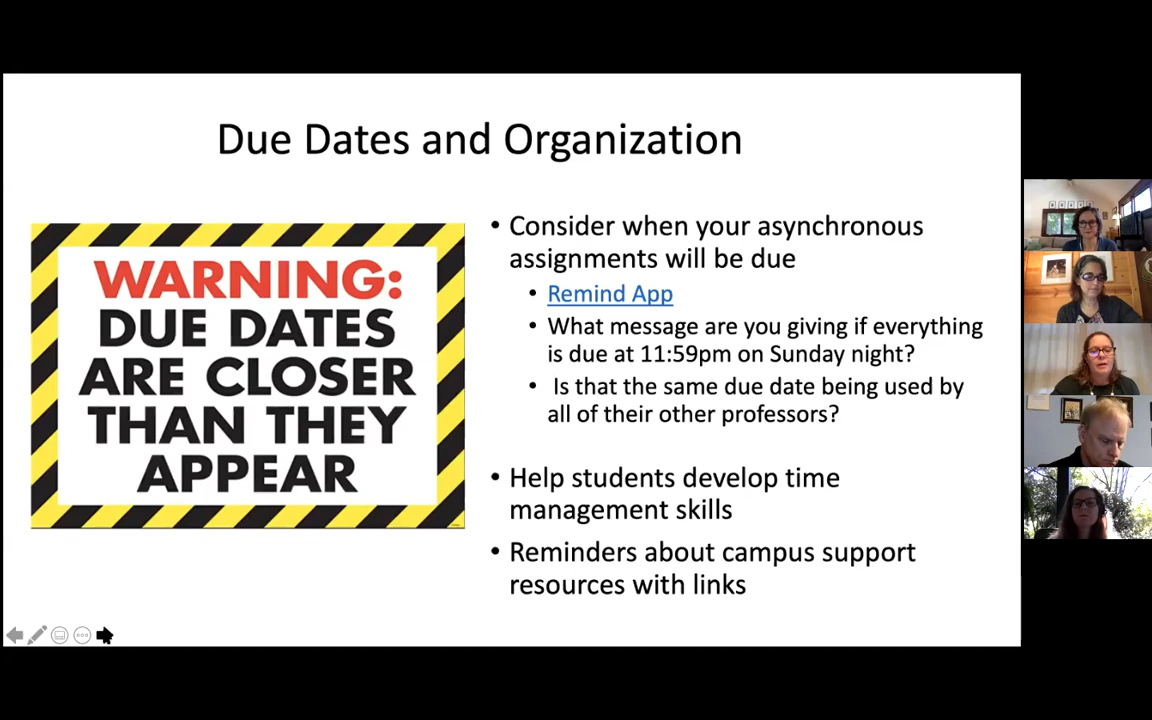 Due Dates and Organization
WARNING:
DUE DATES
ARE CLOSER
THAN THEY
APPEAR
• Consider when your asynchronous
assignments will be due
• Remind App
• What message are you giving if everything
is due at 11:59pm on Sunday night?
• Is that the same due date being used by
all of their other professors?
• Help students develop time
management skills
• Reminders about campus support
resources with links